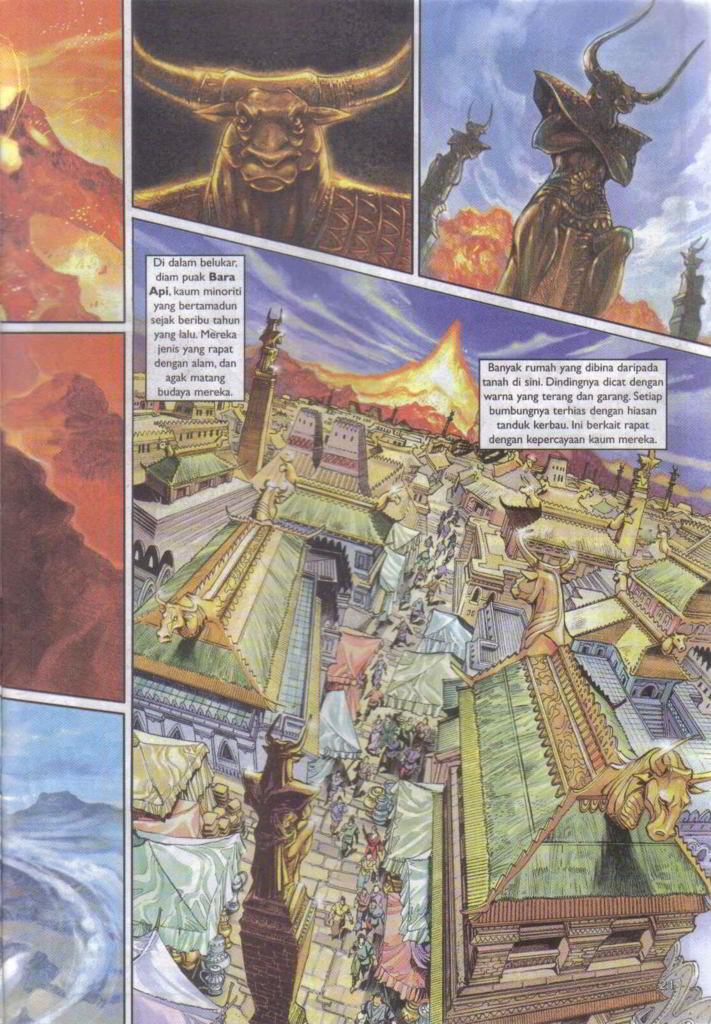 Di dalam belukar,
diam puak Bara
Api, kaum minoriti
yang bertamadun
sejak beribu tahun
yang lalu. Mereka
jenis yang rapat
dengan alam, dan
agak matang
budaya mereka.
Banyak rumah yang dibina daripada
tanah di sini. Dindingnya dicat dengan
warna yang terang dan garang. Setiap
bumbungnya terhias dengan hiasan
tanduk kerbau. Ini berkait rapat
dengan kepercayaan kaum mereka.